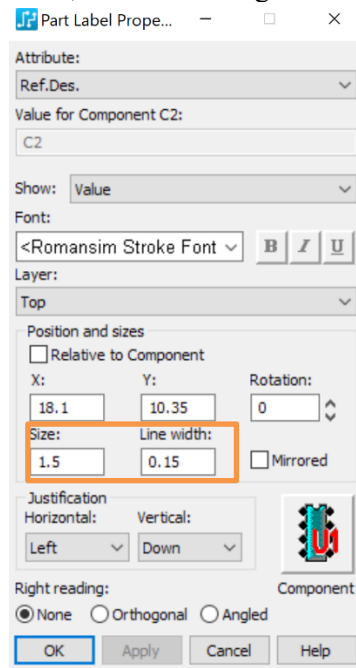 Part Label Prope...
Attribute:
Ref.Des.
Value for Component C2:
C2
Show: Value
Font:
<Romansim Stroke Font B I U
Layer:
Top
Position and sizes
Relative to Component
X: Y: Rotation:
18.1 10.35 0
Size: Line width:
1.5 0.15 Mirrored
Justification
Horizontal: Vertical:
Left Down
U1
Right reading: Component
None Orthogonal Angled
OK Apply Cancel Help